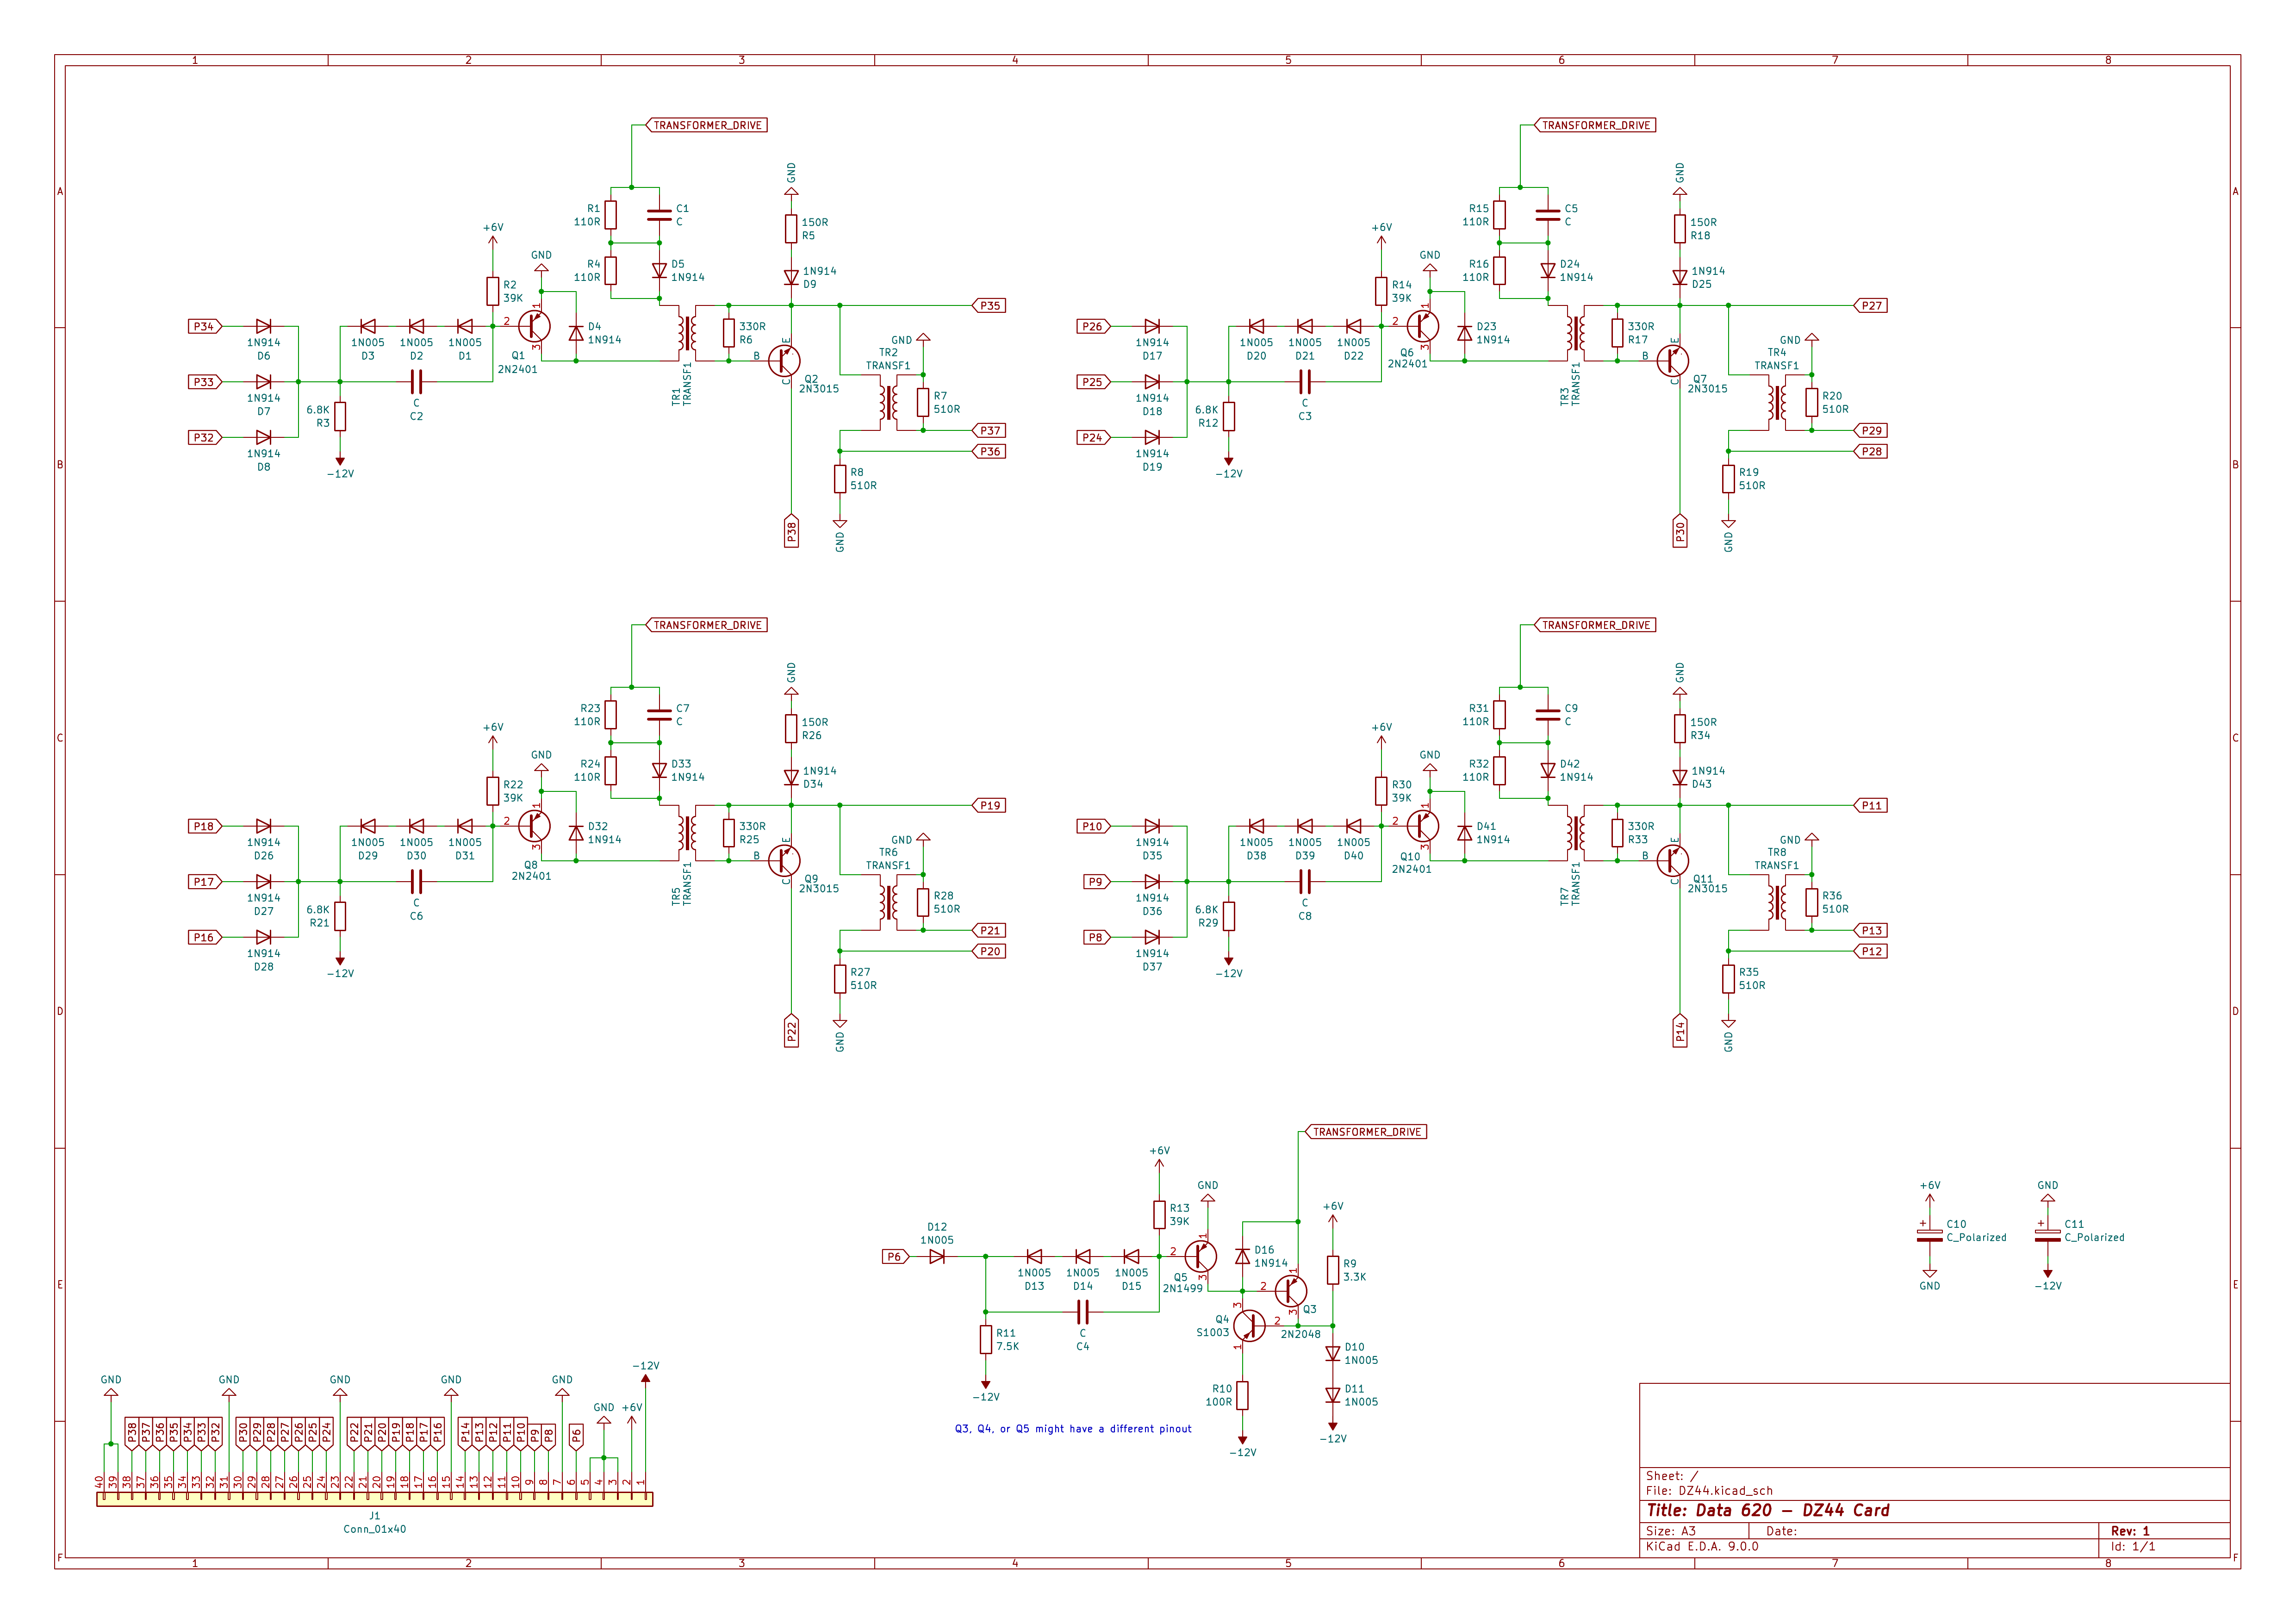 1 2 3 4 5 6 7 8
A
B
C
D
E
F
TRANSFORMER_DRIVE
GND
R1
110R
C1
C
150R
R5
+6V
GND
R4
110R
D5
1N914
1N914
D9
R2
39K
P34
1N914
D6
1N005
D3
1N005
D2
1N005
D1
2
1
3
Q1
2N2401
D4
1N914
TR1
TRANSF1
330R
R6
P35
B
E
C
Q2
2N3015
GND
TR2
TRANSF1
R7
510R
P33
1N914
D7
C
C2
6.8K
R3
-12V
P32
1N914
D8
P37
P36
R8
510R
GND
P38
TRANSFORMER_DRIVE
GND
R15
110R
C5
C
150R
R18
+6V
GND
R16
110R
D24
1N914
1N914
D25
R14
39K
P26
1N914
D17
1N005
D20
1N005
D21
1N005
D22
2
1
3
Q6
2N2401
D23
1N914
TR3
TRANSF1
330R
R17
P27
B
E
C
Q7
2N3015
GND
TR4
TRANSF1
R20
510R
P25
1N914
D18
C
C3
6.8K
R12
-12V
P24
1N914
D19
P29
P28
R19
510R
GND
P30
TRANSFORMER_DRIVE
GND
R23
110R
C7
C
150R
R26
+6V
GND
R24
110R
D33
1N914
1N914
D34
R22
39K
P18
1N914
D26
1N005
D29
1N005
D30
1N005
D31
2
1
3
Q8
2N2401
D32
1N914
TR5
TRANSF1
330R
R25
P19
B
E
C
Q9
2N3015
GND
TR6
TRANSF1
R28
510R
P17
1N914
D27
C
C6
6.8K
R21
-12V
P16
1N914
D28
P21
P20
R27
510R
GND
P22
TRANSFORMER_DRIVE
GND
R31
110R
C9
C
150R
R34
+6V
GND
R32
110R
D42
1N914
1N914
D43
R30
39K
P10
1N914
D35
1N005
D38
1N005
D39
1N005
D40
2
1
3
Q10
2N2401
D41
1N914
TR7
TRANSF1
330R
R33
P11
B
E
C
Q11
2N3015
GND
TR8
TRANSF1
R36
510R
P9
1N914
D36
C
C8
6.8K
R29
-12V
P8
1N914
D37
P13
P12
R35
510R
GND
P14
TRANSFORMER_DRIVE
+6V
GND
+6V
R13
39K
D12
1N005
P6
1N005
D13
1N005
D14
1N005
D15
2
1
3
Q5
2N1499
D16
1N914
R9
3.3K
2
1
3
Q3
2N2048
3
2
1
Q4
S1003
R11
7.5K
C
C4
-12V
D10
1N005
D11
1N005
R10
100R
-12V
-12V
Q3, Q4, or Q5 might have a different pinout
+6V
+
C10
C_Polarized
GND
GND
+
C11
C_Polarized
-12V
GND GND GND GND GND GND +6V -12V
P38 P37 P36 P35 P34 P33 P32 P30 P29 P28 P27 P26 P25 P24 P22 P21 P20 P19 P18 P17 P16 P14 P13 P12 P11 P10 P9 P8 P6
40 39 38 37 36 35 34 33 32 31 30 29 28 27 26 25 24 23 22 21 20 19 18 17 16 15 14 13 12 11 10 9 8 7 6 5 4 3 2 1
J1
Conn_01x40
Sheet: /
File: DZ44.kicad_sch
Title: Data 620 – DZ44 Card
Size: A3 Date: Rev: 1
KiCad E.D.A. 9.0.0 Id: 1/1
A
B
C
D
E
F
1 2 3 4 5 6 7 8